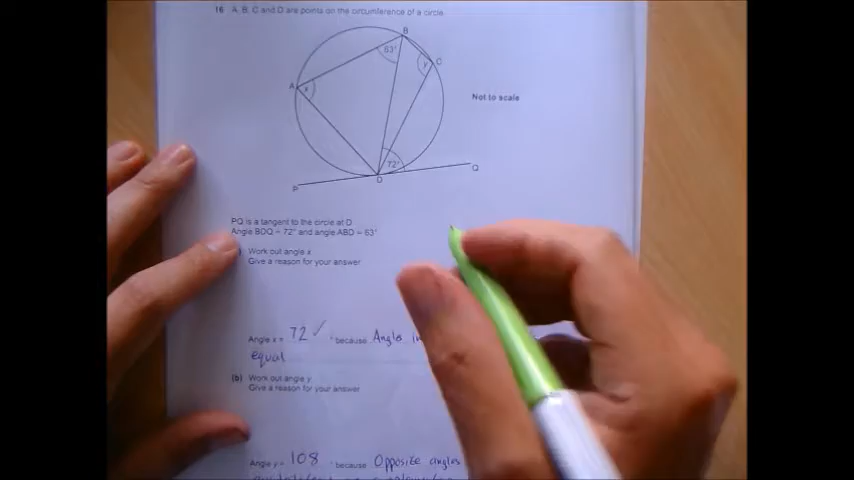 16 A, B, C and D are points on the circumference of a circle
B
63°
C
y
A
x
Not to scale
72°
P
D
Q
PQ is a tangent to the circle at D
Angle BDQ = 72° and angle ABD = 63°
Work out angle x
Give a reason for your answer
Angle x = 72 ✓ because Angle in
equal
(b) Work out angle y
Give a reason for your answer
Angle y = 108 because Opposize angles